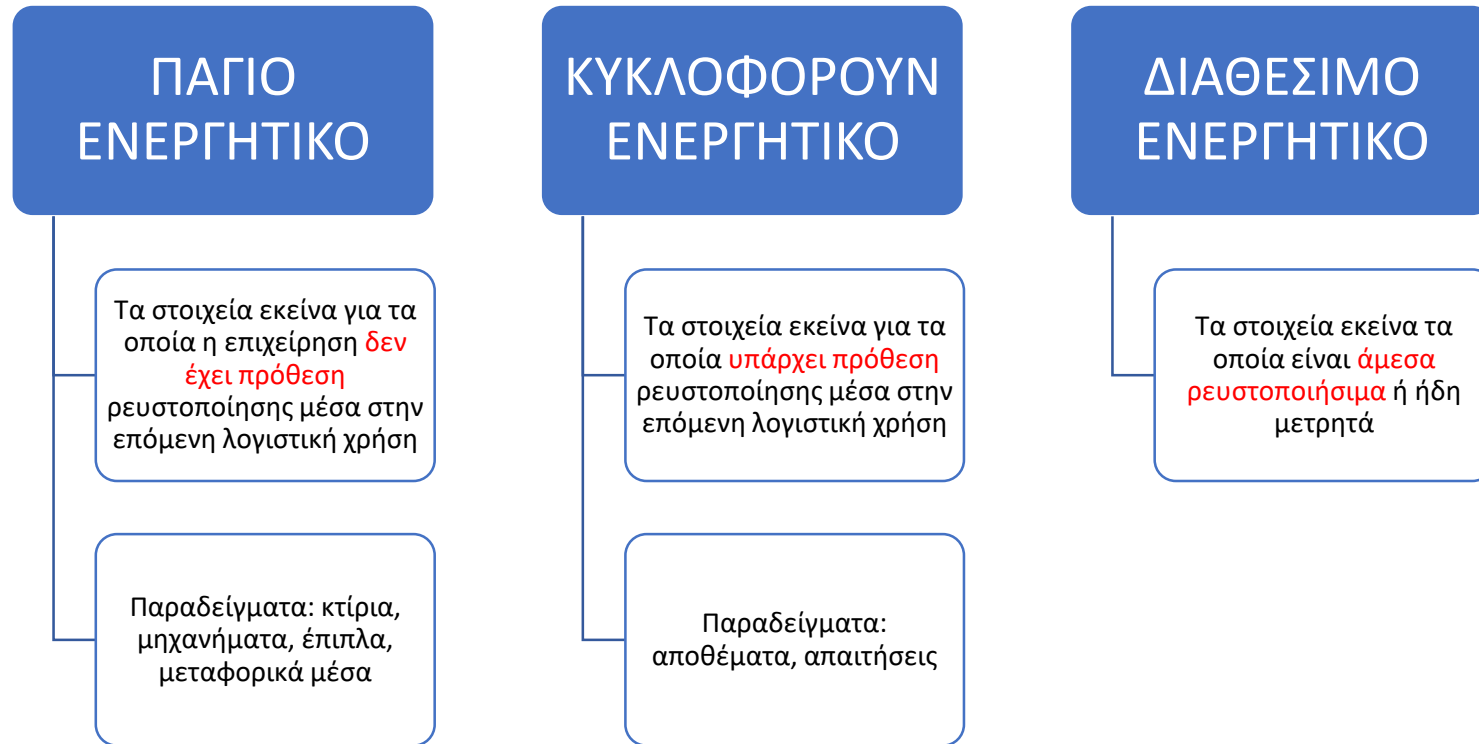 ΠΑΓΙΟ
ΕΝΕΡΓΗΤΙΚΟ
Τα στοιχεία εκείνα για τα
οποία η επιχείρηση δεν
έχει πρόθεση
ρευστοποίησης μέσα στην
επόμενη λογιστική χρήση
Παραδείγματα: κτίρια,
μηχανήματα, έπιπλα,
μεταφορικά μέσα
ΚΥΚΛΟΦΟΡΟΥΝ
ΕΝΕΡΓΗΤΙΚΟ
Τα στοιχεία εκείνα για τα
οποία υπάρχει πρόθεση
ρευστοποίησης μέσα στην
επόμενη λογιστική χρήση
Παραδείγματα:
αποθέματα, απαιτήσεις
ΔΙΑΘΕΣΙΜΟ
ΕΝΕΡΓΗΤΙΚΟ
Τα στοιχεία εκείνα τα
οποία είναι άμεσα
ρευστοποιήσιμα ή ήδη
μετρητά